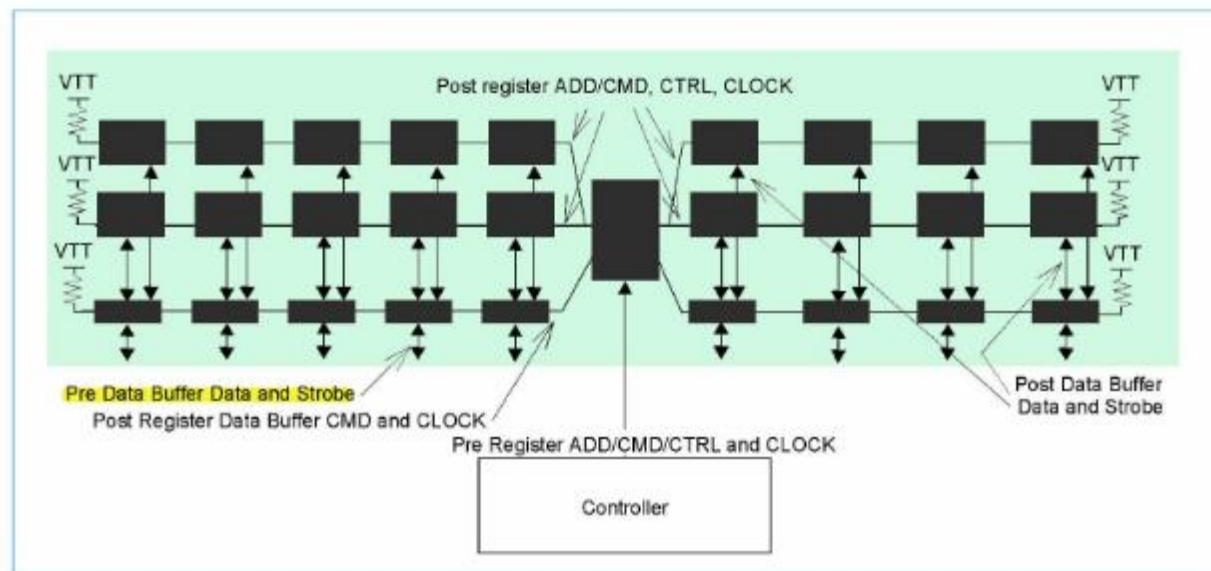 Post register ADD/CMD, CTRL, CLOCK
VTT
VTT
VTT
VTT
VTT
VTT
Pre Data Buffer Data and Strobe
Post Register Data Buffer CMD and CLOCK
Pre Register ADD/CMD/CTRL and CLOCK
Post Data Buffer
Data and Strobe
Controller